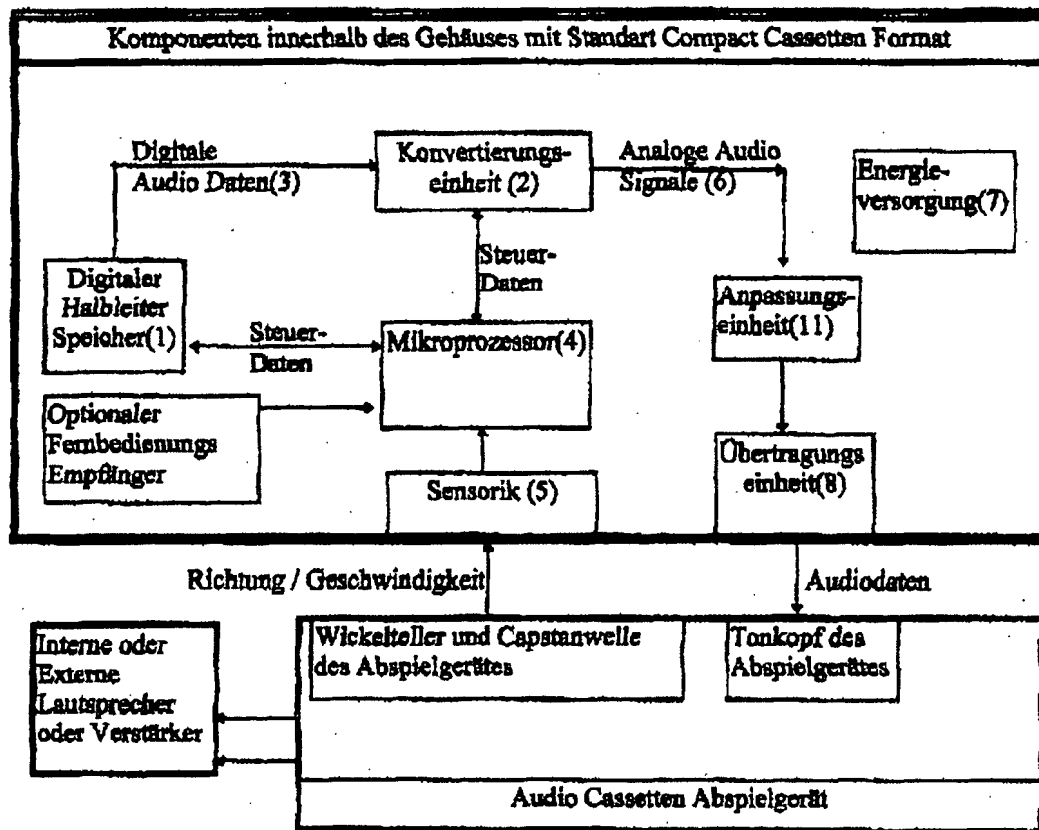 Komponenten innerhalb des Gehäuses mit Standart Compact Cassetten Format
Digitale
Audio Daten(3)
Konvertierungs-
einheit (2)
Analoge Audio
Signale (6)
Energie-
versorgung(7)
Steuer-
Daten
Digitaler
Halbleiter
Speicher(1)
Steuer-
Daten
Mikroprozessor(4)
Anpassungs-
einheit(11)
Optionaler
Fernbedienungs
Empfänger
Sensorik (5)
Übertragungs
einheit(8)
Richtung / Geschwindigkeit
Audiodaten
Interne oder
Externe
Lautsprecher
oder Verstärker
Wickelteller und Capstanwelle
des Abspielgerätes
Tonkopf des
Abspielgerätes
Audio Cassetten Abspielgerät